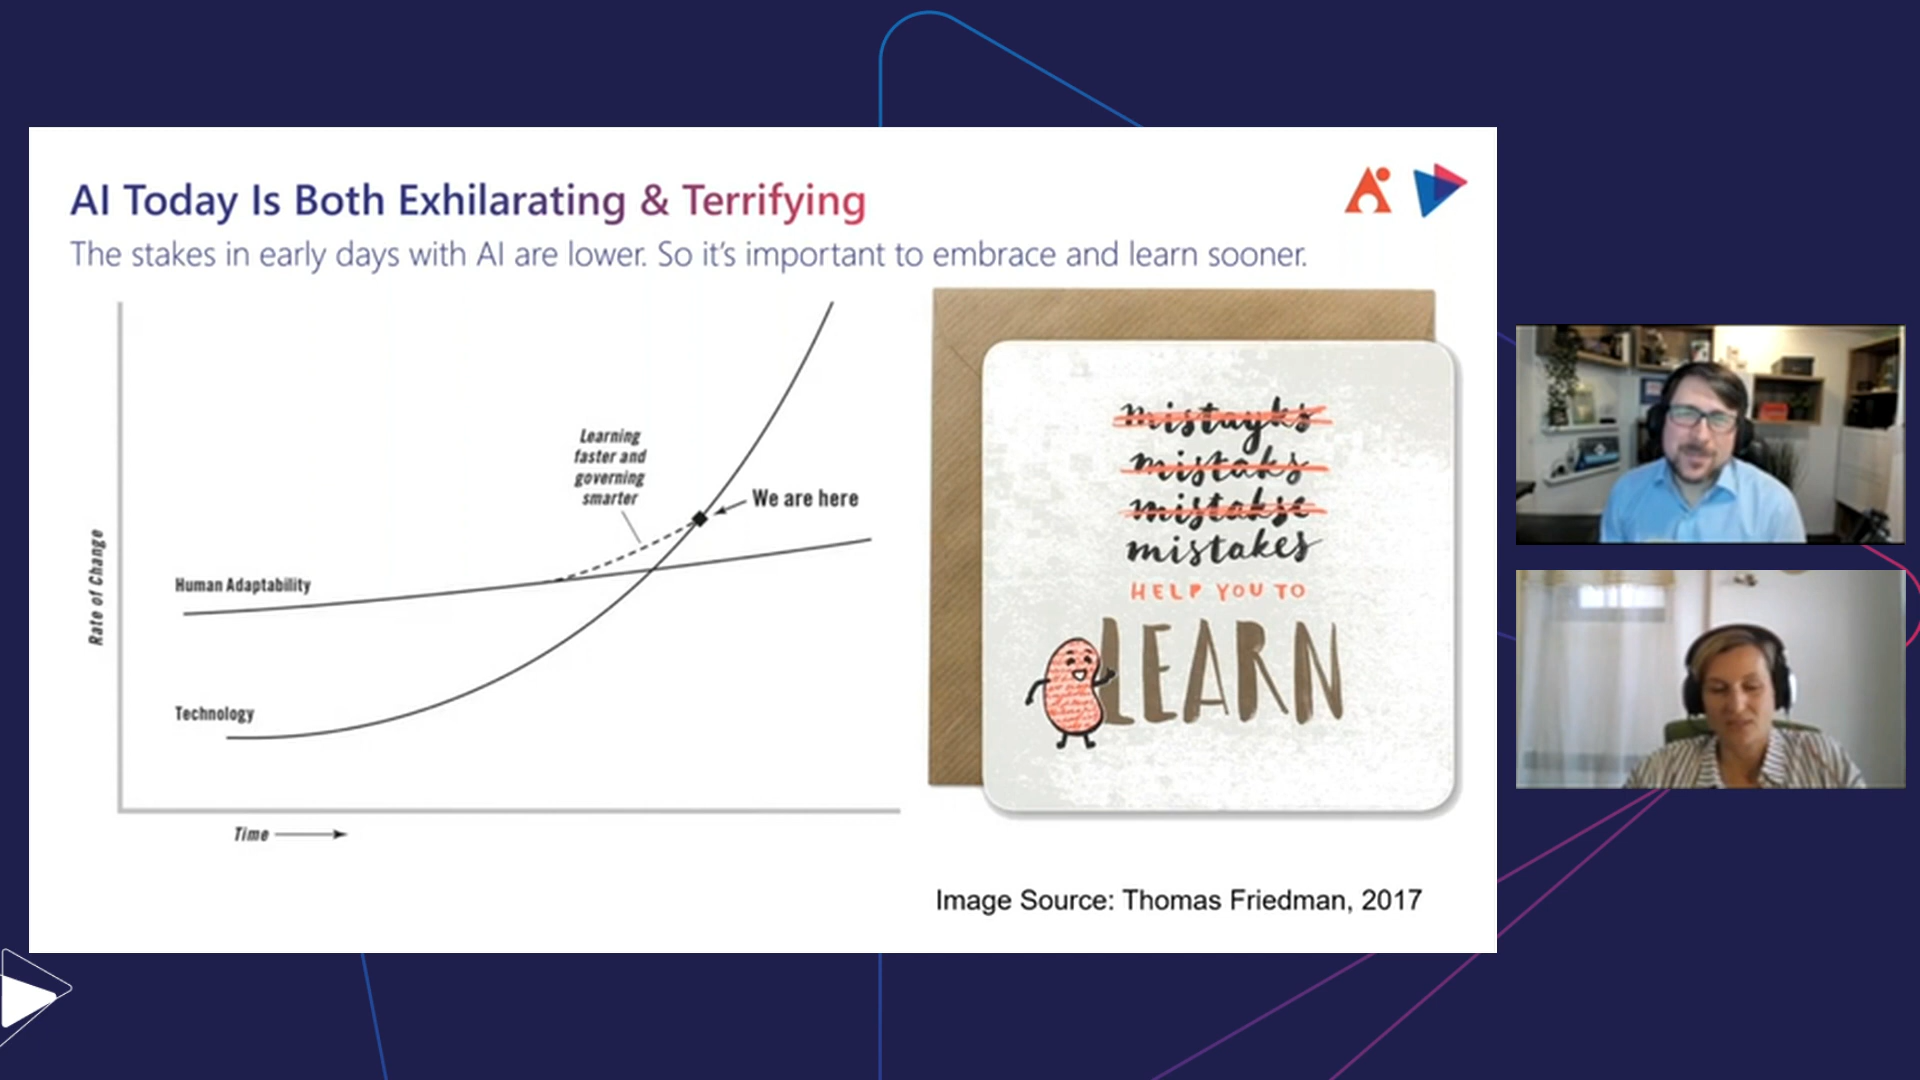 AI Today Is Both Exhilarating & Terrifying
The stakes in early days with AI are lower. So it's important to embrace and learn sooner.
Rate of Change
Human Adaptability
Technology
Learning
faster and
governing
smarter
We are here
Time
mistayks
mistaks
mistakse
mistakes
HELP YOU TO
LEARN
Image Source: Thomas Friedman, 2017